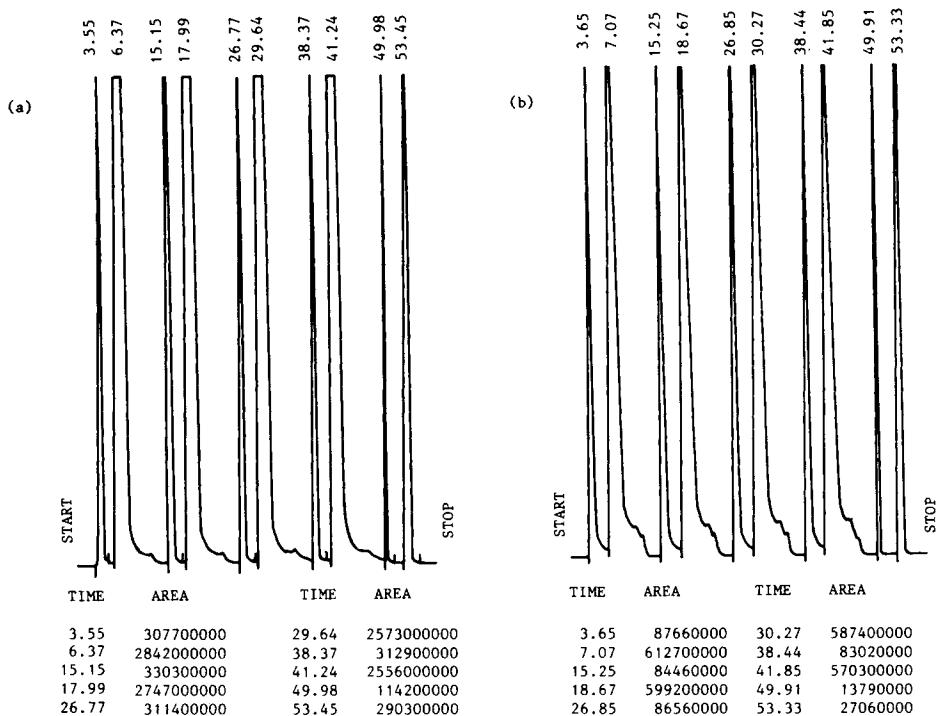 3.55
6.37
15.15
17.99
26.77
29.64
38.37
41.24
49.98
53.45
(a)
START
STOP
TIME AREA TIME AREA
3.55 307700000 29.64 2573000000
6.37 2842000000 38.37 312900000
15.15 330300000 41.24 2556000000
17.99 2747000000 49.98 114200000
26.77 311400000 53.45 290300000
3.65
7.07
15.25
18.67
26.85
30.27
38.44
41.85
49.91
53.33
(b)
START
STOP
TIME AREA TIME AREA
3.65 87660000 30.27 587400000
7.07 612700000 38.44 83020000
15.25 84460000 41.85 570300000
18.67 599200000 49.91 13790000
26.85 86560000 53.33 27060000